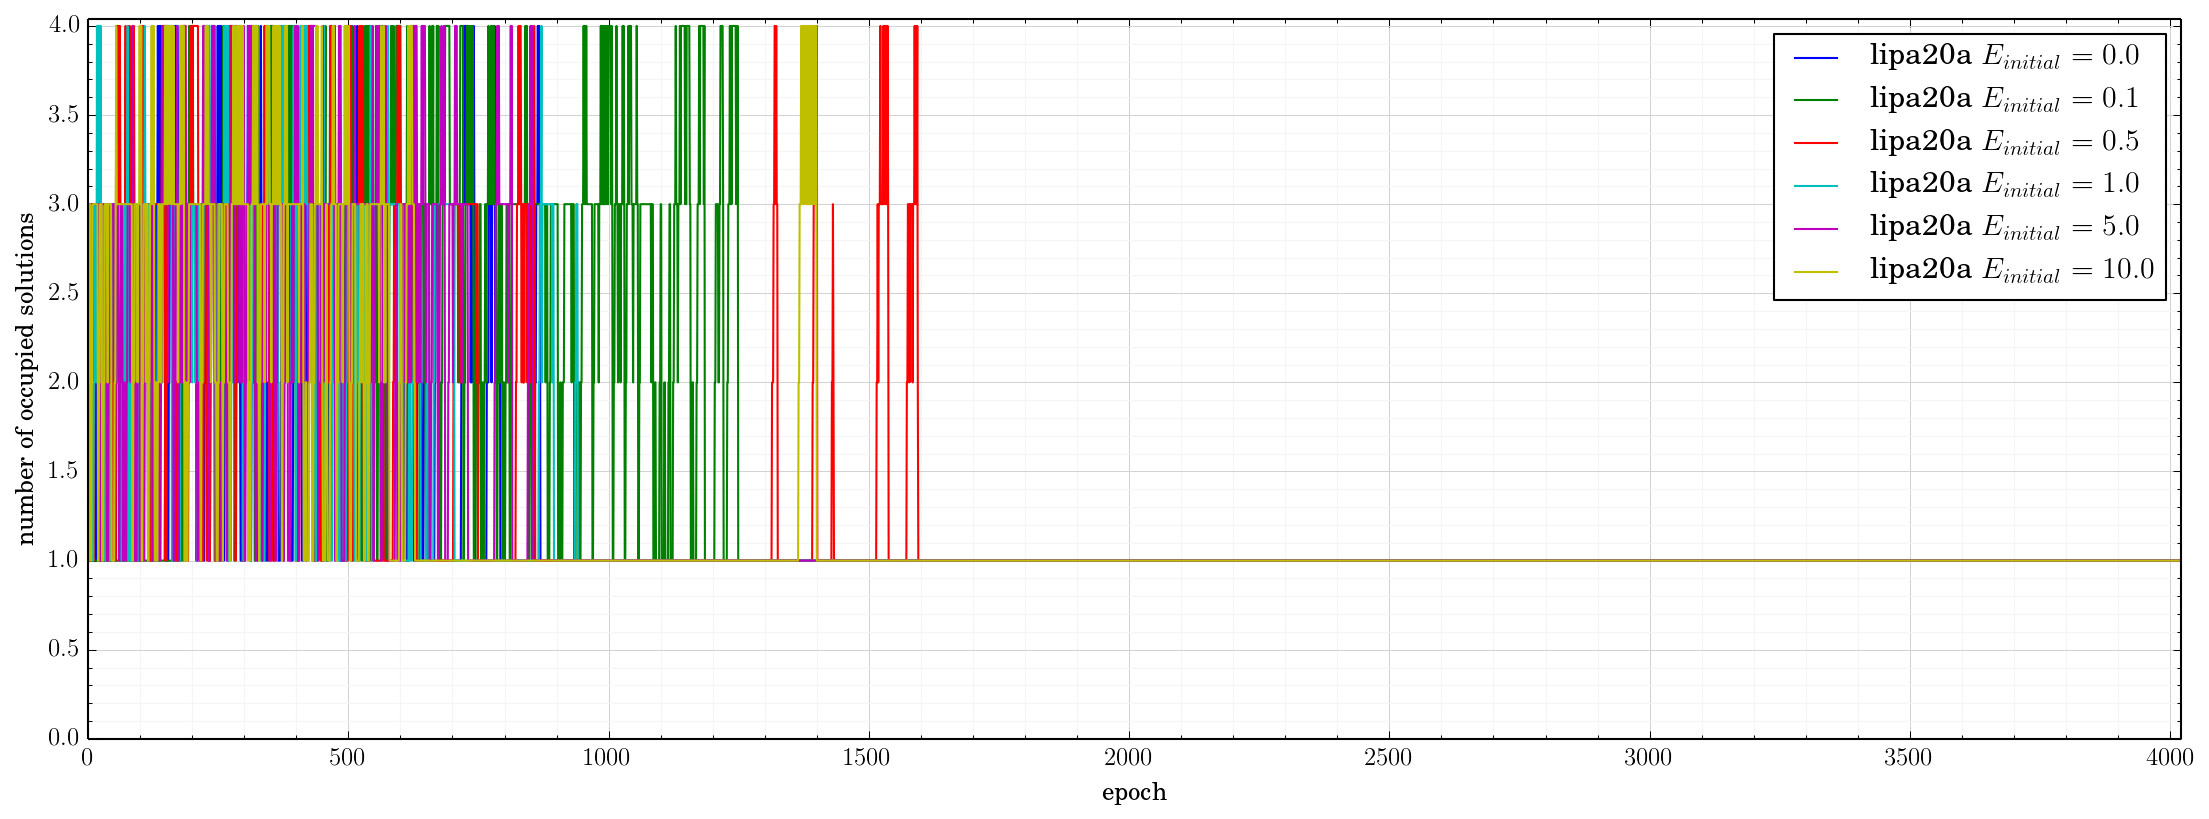 4.0
3.5
3.0
2.5
2.0
1.5
1.0
0.5
0.0
number of occupied solutions
0 500 1000 1500 2000 2500 3000 3500 4000
epoch
lipa20a E_initial = 0.0
lipa20a E_initial = 0.1
lipa20a E_initial = 0.5
lipa20a E_initial = 1.0
lipa20a E_initial = 5.0
lipa20a E_initial = 10.0